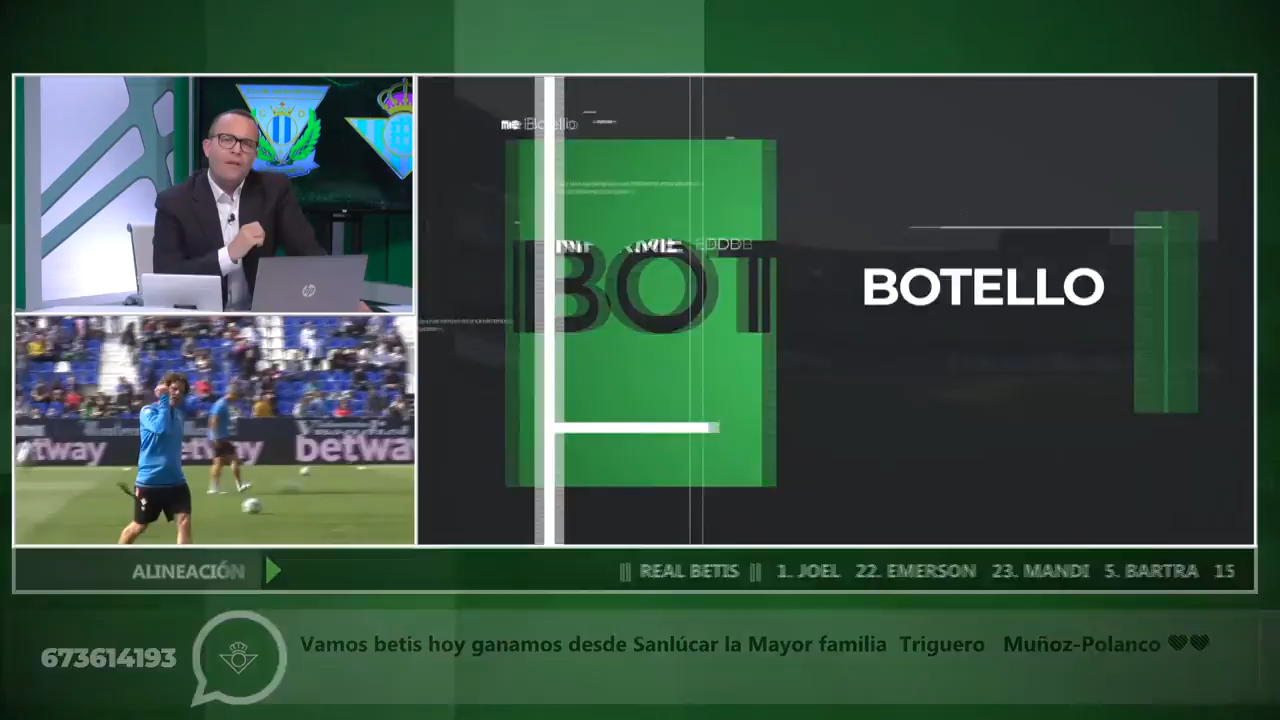 iBotello
BOT
BOTELLO
betway
betway
ALINEACIÓN
|| REAL BETIS || 1. JOEL 22. EMERSON 23. MANDI 5. BARTRA 15
673614193
Vamos betis hoy ganamos desde Sanlúcar la Mayor familia Triguero Muñoz-Polanco 🖤🖤